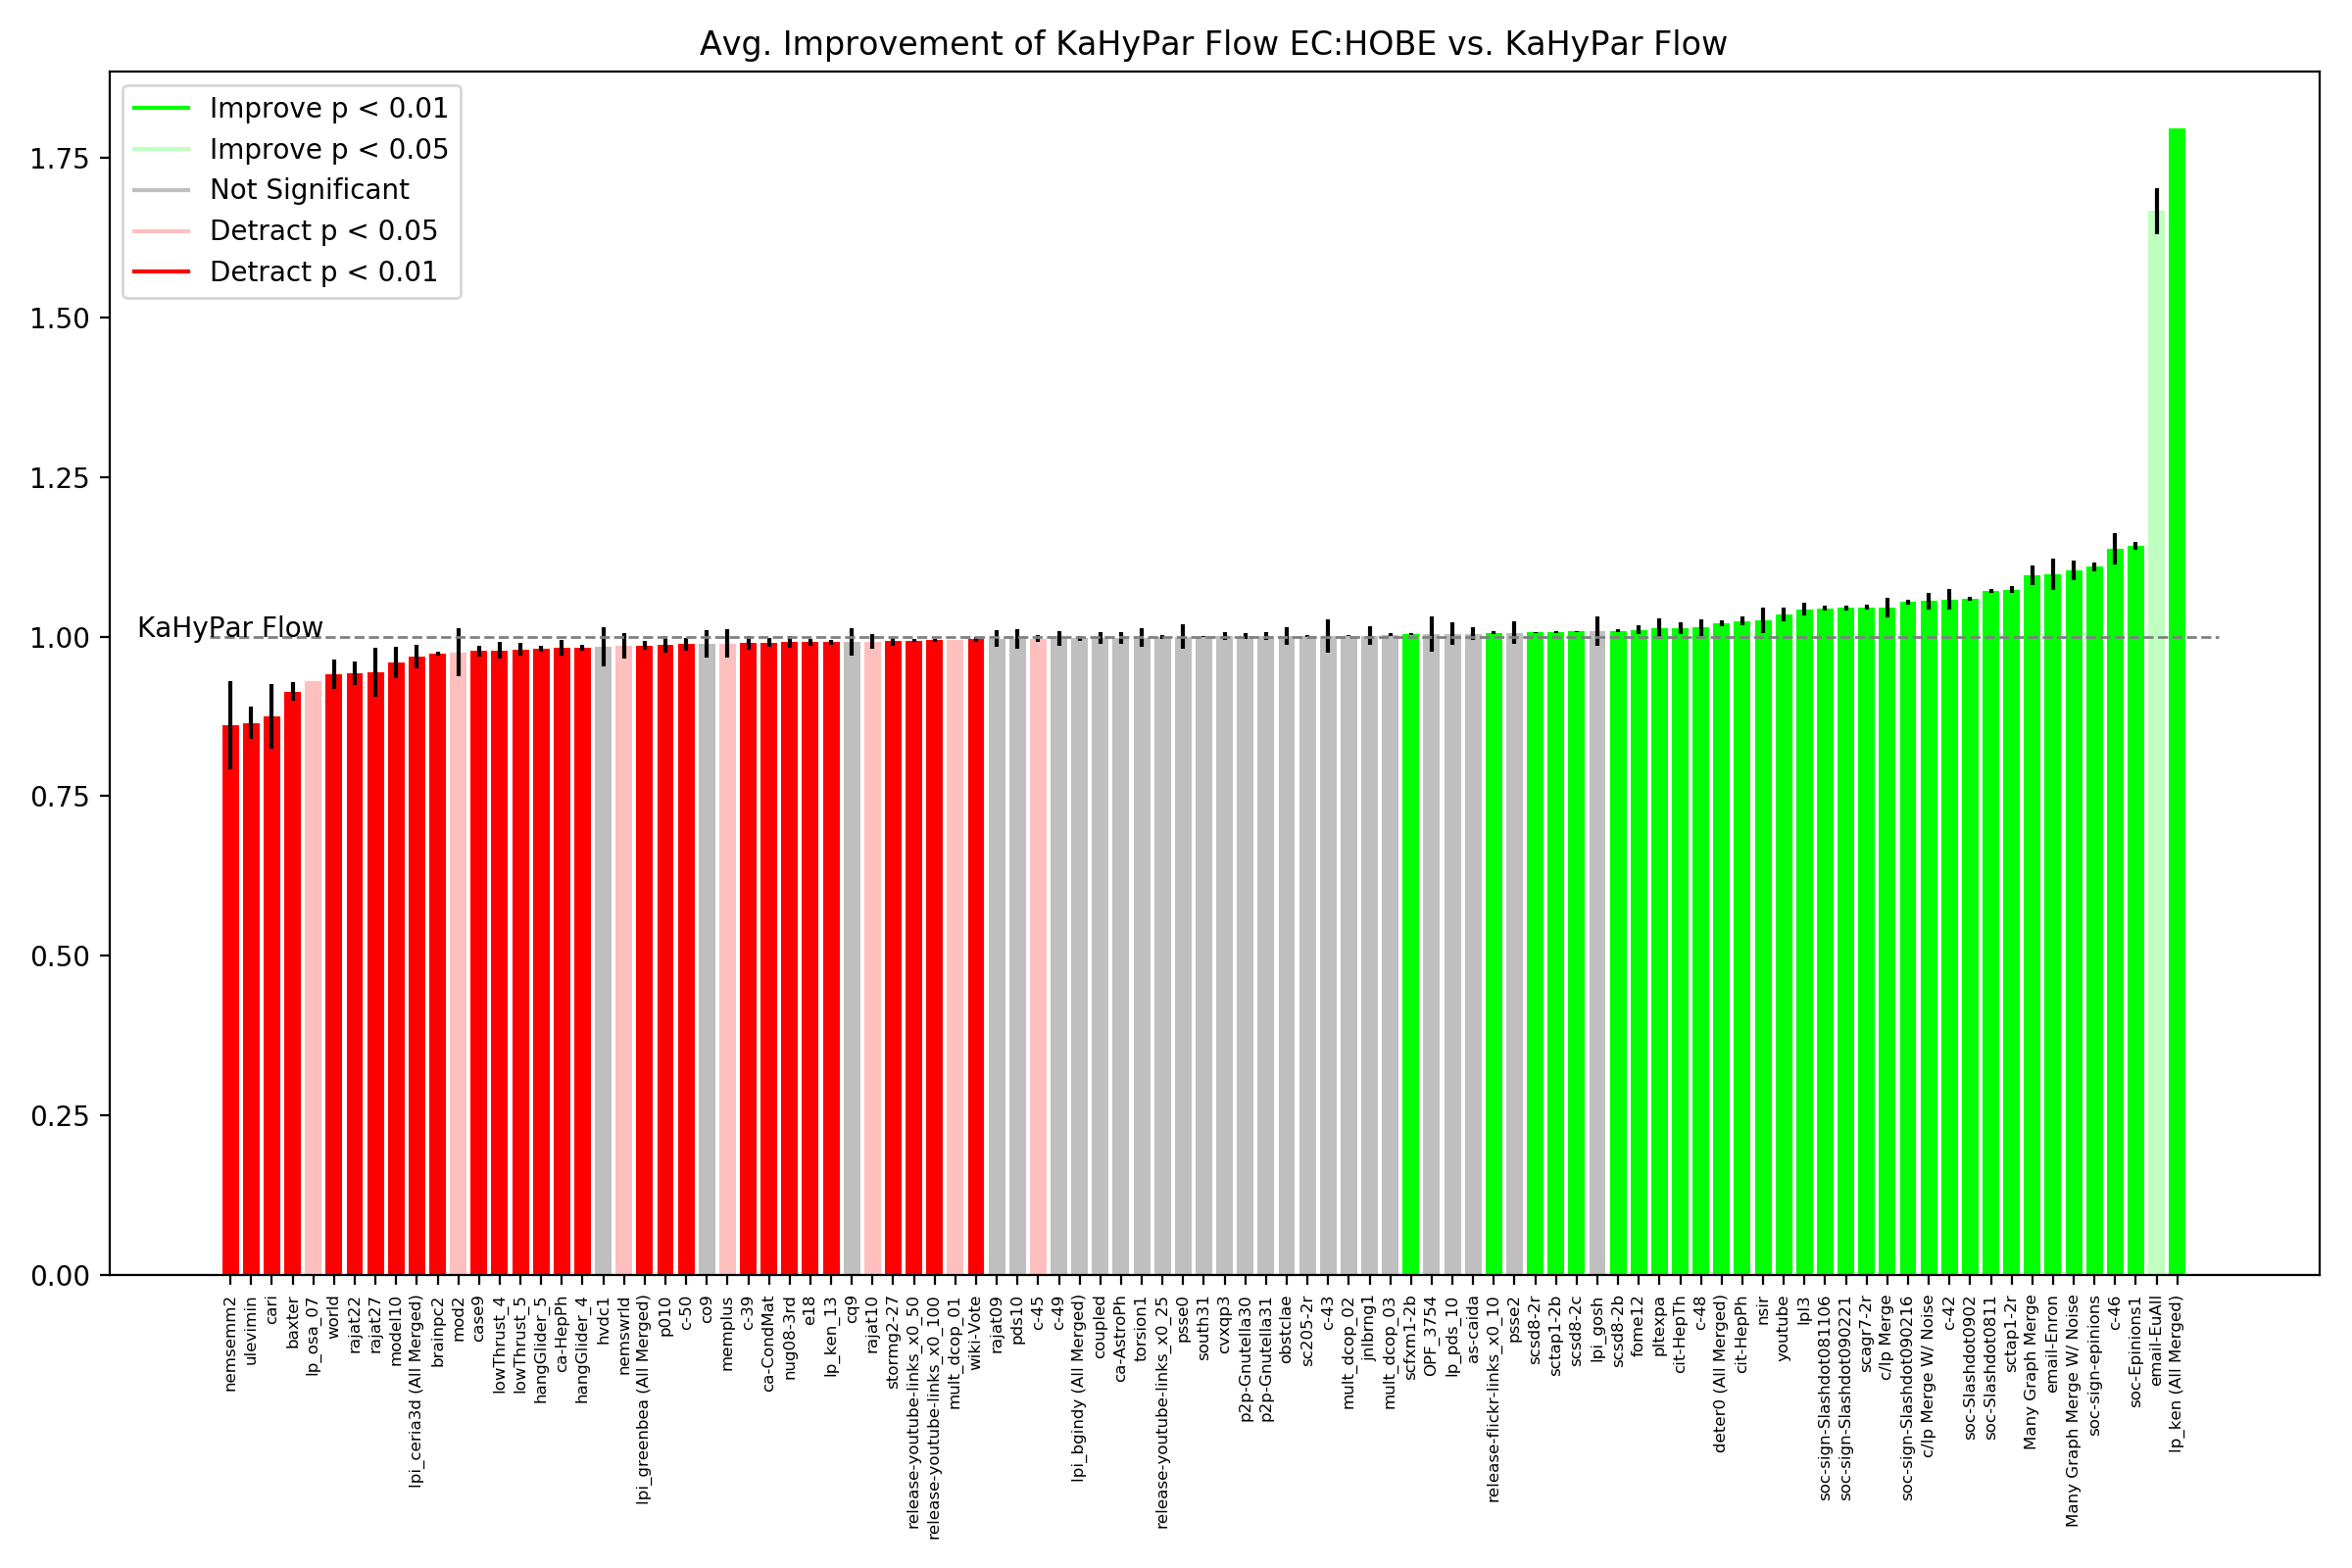 Avg. Improvement of KaHyPar Flow EC:HOBE vs. KaHyPar Flow
Improve p < 0.01
Improve p < 0.05
Not Significant
Detract p < 0.05
Detract p < 0.01
1.75
1.50
1.25
1.00
0.75
0.50
0.25
0.00
KaHyPar Flow
nemsemm2
ulevimin
cari
baxter
lp_osa_07
world
rajat22
rajat27
model10
lpi_ceria3d (All Merged)
brainpc2
mod2
case9
lowThrust_4
lowThrust_5
hangGlider_5
ca-HepPh
hangGlider_4
hvdc1
nemswrld
lpi_greenbea (All Merged)
p010
c-50
co9
memplus
c-39
ca-CondMat
nug08-3rd
e18
lp_ken_13
cq9
rajat10
stormg2-27
release-youtube-links_x0_50
release-youtube-links_x0_100
mult_dcop_01
wiki-Vote
rajat09
pds10
c-45
c-49
lpi_bgindy (All Merged)
coupled
ca-AstroPh
torsion1
release-youtube-links_x0_25
psse0
south31
cvxqp3
p2p-Gnutella30
p2p-Gnutella31
obstclae
sc205-2r
c-43
mult_dcop_02
jnlbrng1
mult_dcop_03
scfxm1-2b
OPF_3754
lp_pds_10
as-caida
release-flickr-links_x0_10
psse2
scsd8-2r
sctap1-2b
scsd8-2c
lpi_gosh
scsd8-2b
fome12
pltexpa
cit-HepTh
c-48
deter0 (All Merged)
cit-HepPh
nsir
youtube
lpl3
soc-sign-Slashdot081106
soc-sign-Slashdot090221
scagr7-2r
c/lp Merge
soc-sign-Slashdot090216
c/lp Merge W/ Noise
c-42
soc-Slashdot0902
soc-Slashdot0811
sctap1-2r
Many Graph Merge
email-Enron
Many Graph Merge W/ Noise
soc-sign-epinions
c-46
soc-Epinions1
email-EuAll
lp_ken (All Merged)